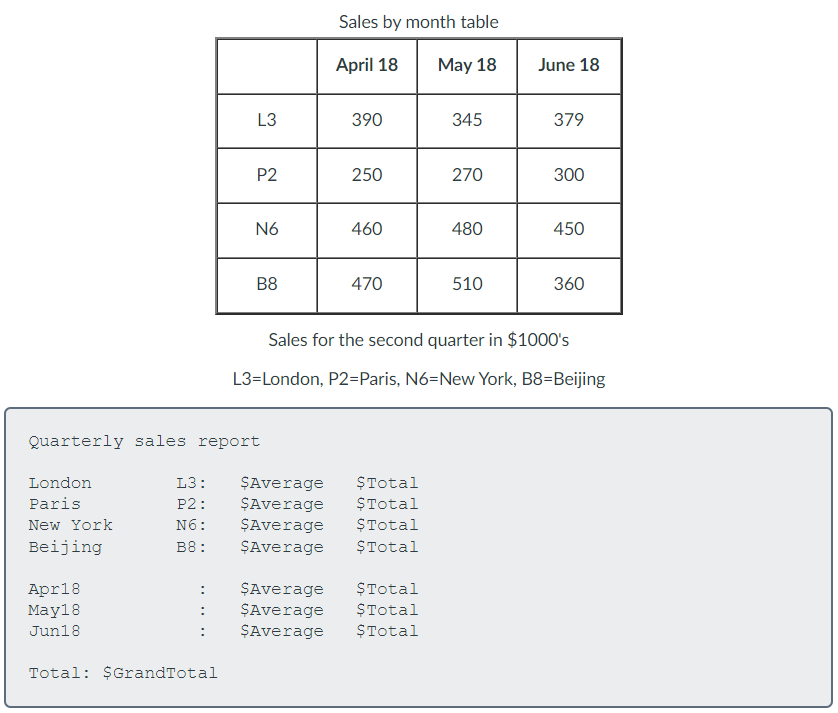 Sales by month table
April 18 May 18 June 18
L3 390 345 379
P2 250 270 300
N6 460 480 450
B8 470 510 360
Sales for the second quarter in $1000's
L3=London, P2=Paris, N6=New York, B8=Beijing
Quarterly sales report
London L3: $Average $Total
Paris P2: $Average $Total
New York N6: $Average $Total
Beijing B8: $Average $Total
Apr18 : $Average $Total
May18 : $Average $Total
Jun18 : $Average $Total
Total: $GrandTotal